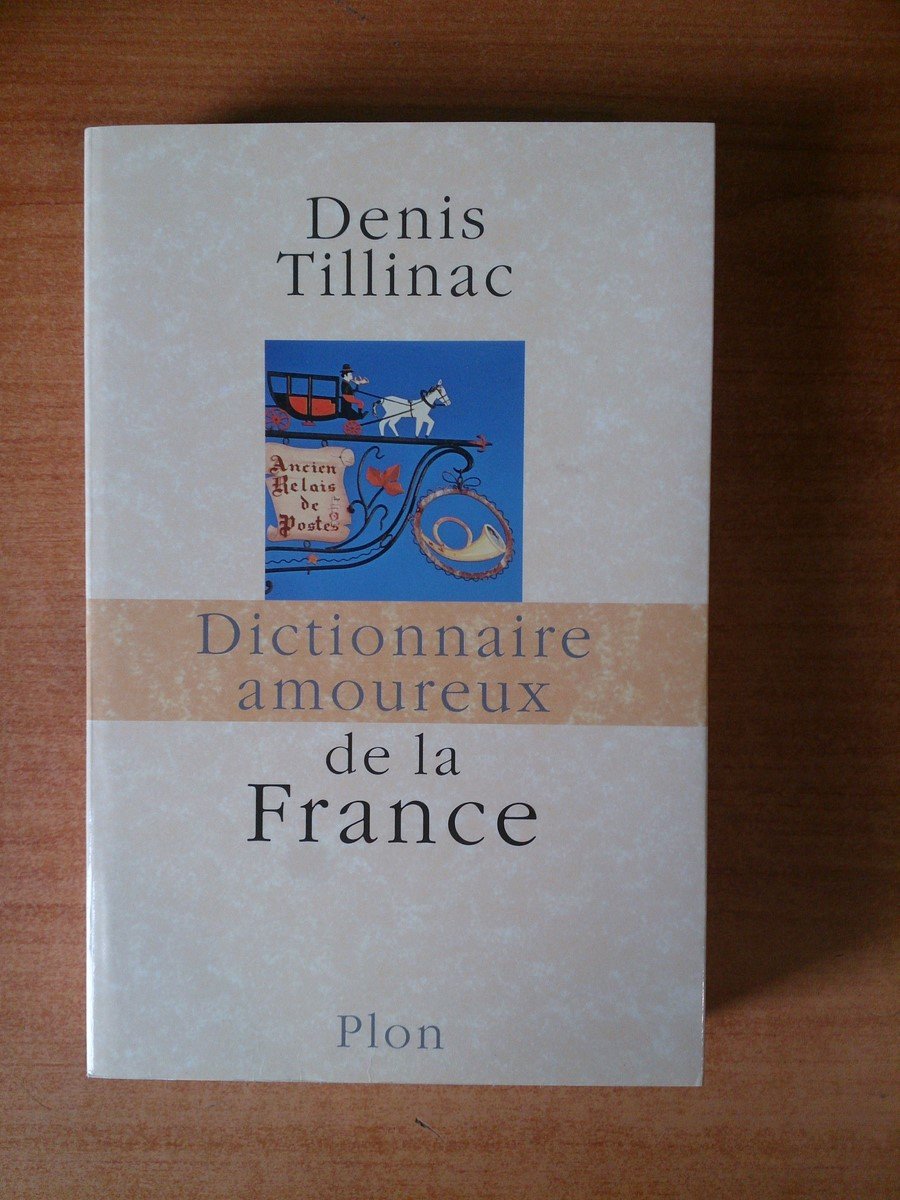 Denis
Tillinac
Ancien
Relais
de
Postes
Dictionnaire
amoureux
de la
France
Plon